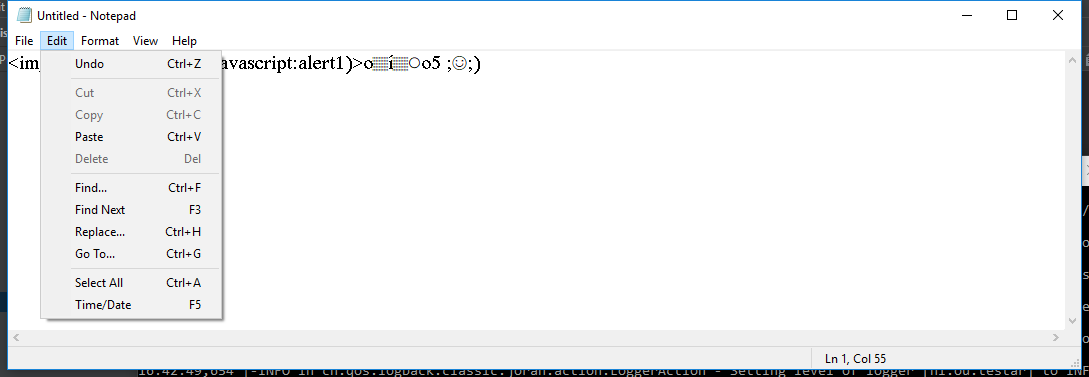 Untitled - Notepad
File Edit Format View Help
<im avascript:alert1)>o▒í▒○o5 ;☺;)
Undo Ctrl+Z
Cut Ctrl+X
Copy Ctrl+C
Paste Ctrl+V
Delete Del
Find... Ctrl+F
Find Next F3
Replace... Ctrl+H
Go To... Ctrl+G
Select All Ctrl+A
Time/Date F5
Ln 1, Col 55
16:42:49,654 |-INFO in ch.qos.logback.classic.joran.action.LoggerAction - Setting level of logger [nl.ou.testar] to INF